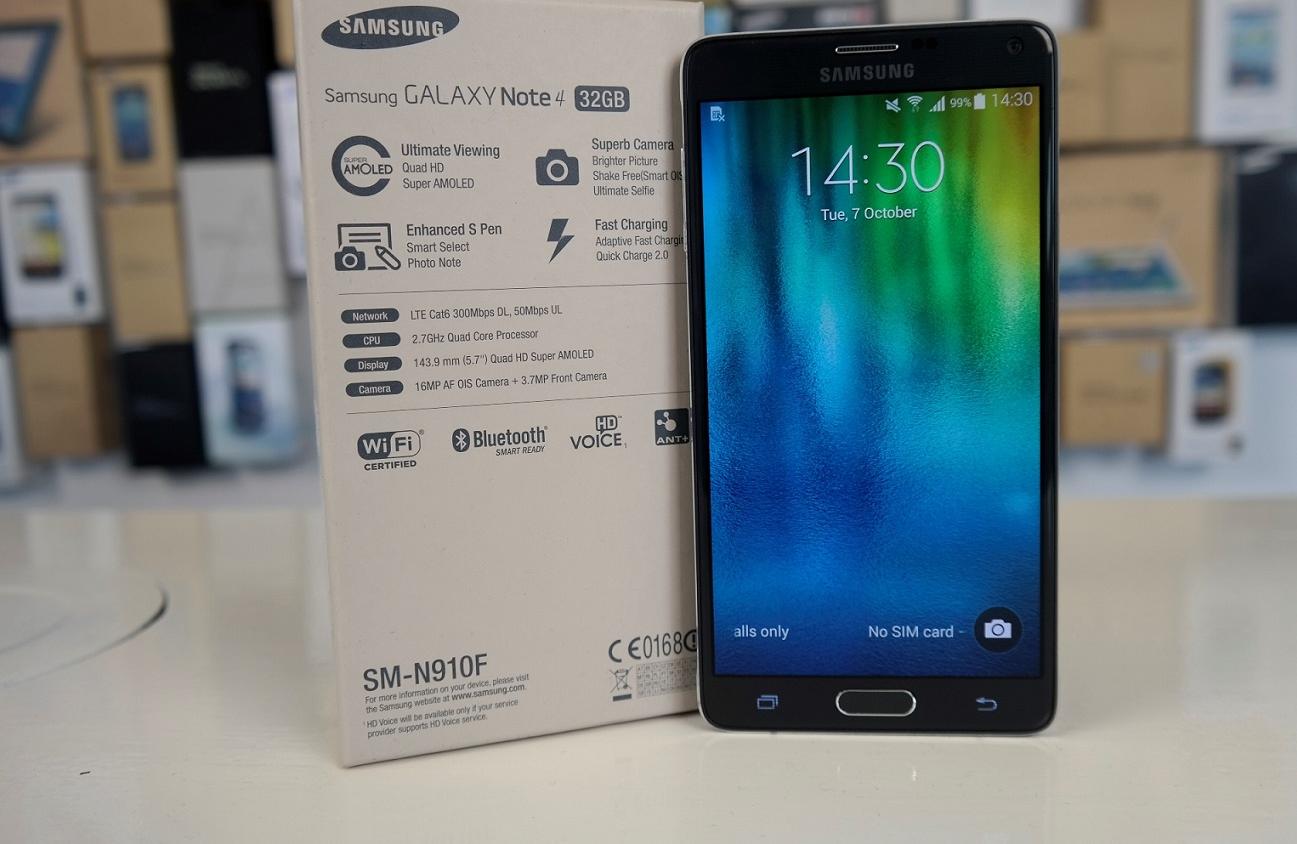 SAMSUNG
Samsung GALAXY Note 4 32GB
SUPER
AMOLED
Ultimate Viewing
Quad HD
Super AMOLED
Superb Camera
Brighter Picture
Shake Free(Smart OIS
Ultimate Selfie
Enhanced S Pen
Smart Select
Photo Note
Fast Charging
Adaptive Fast Chargin
Quick Charge 2.0
Network LTE Cat6 300Mbps DL, 50Mbps UL
CPU 2.7GHz Quad Core Processor
Display 143.9 mm (5.7") Quad HD Super AMOLED
Camera 16MP AF OIS Camera + 3.7MP Front Camera
Wi Fi®
CERTIFIED
Bluetooth®
SMART READY
HD™
VOICE1
ANT+
SM-N910F
For more information on your device, please visit
the Samsung website at www.samsung.com.
1 HD Voice will be available only if your service
provider supports HD Voice service.
CE0168
SAMSUNG
99% 14:30
14:30
Tue, 7 October
alls only
No SIM card -